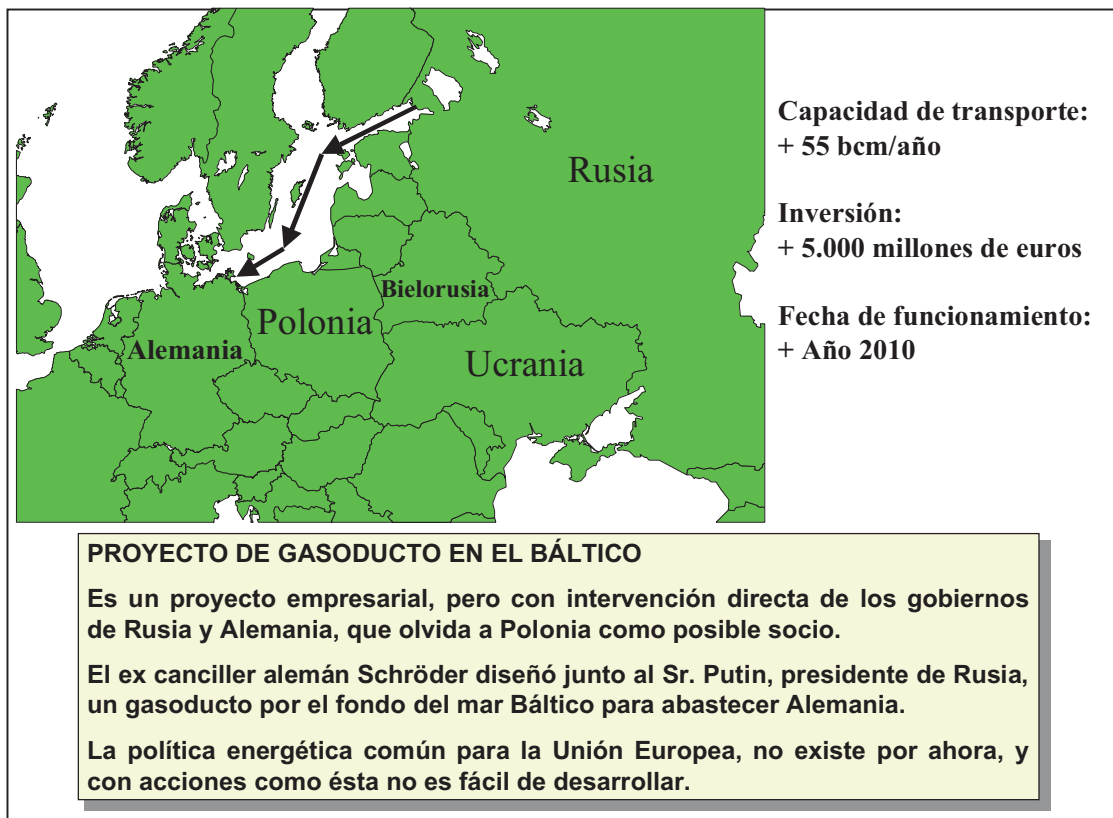 Rusia
Bielorusia
Polonia
Alemania
Ucrania
Capacidad de transporte:
+ 55 bcm/año
Inversión:
+ 5.000 millones de euros
Fecha de funcionamiento:
+ Año 2010
PROYECTO DE GASODUCTO EN EL BÁLTICO
Es un proyecto empresarial, pero con intervención directa de los gobiernos
de Rusia y Alemania, que olvida a Polonia como posible socio.
El ex canciller alemán Schröder diseñó junto al Sr. Putin, presidente de Rusia,
un gasoducto por el fondo del mar Báltico para abastecer Alemania.
La política energética común para la Unión Europea, no existe por ahora, y
con acciones como ésta no es fácil de desarrollar.